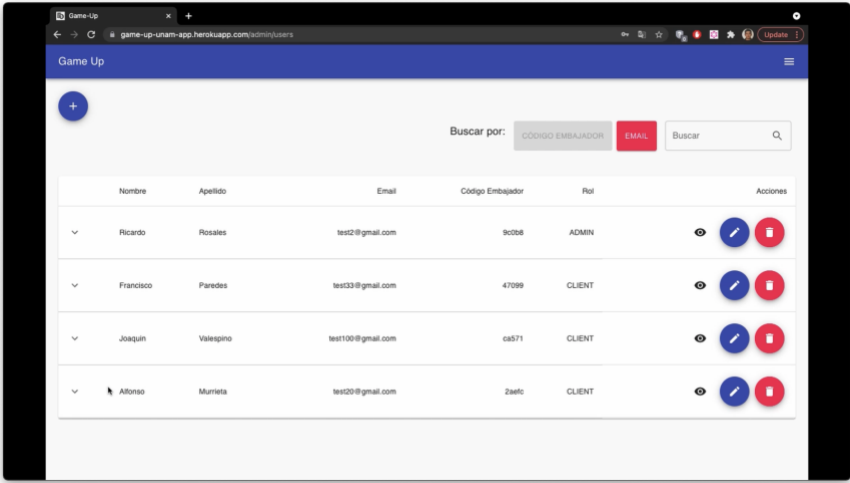 Game-Up
game-up-unam-app.herokuapp.com/admin/users
Update
Game Up
Buscar por: CÓDIGO EMBAJADOR EMAIL Buscar
Nombre Apellido Email Código Embajador Rol Acciones
Ricardo Rosales test2@gmail.com 9c0b8 ADMIN
Francisco Paredes test33@gmail.com 47099 CLIENT
Joaquin Valespino test100@gmail.com ca571 CLIENT
Alfonso Murrieta test20@gmail.com 2aefc CLIENT